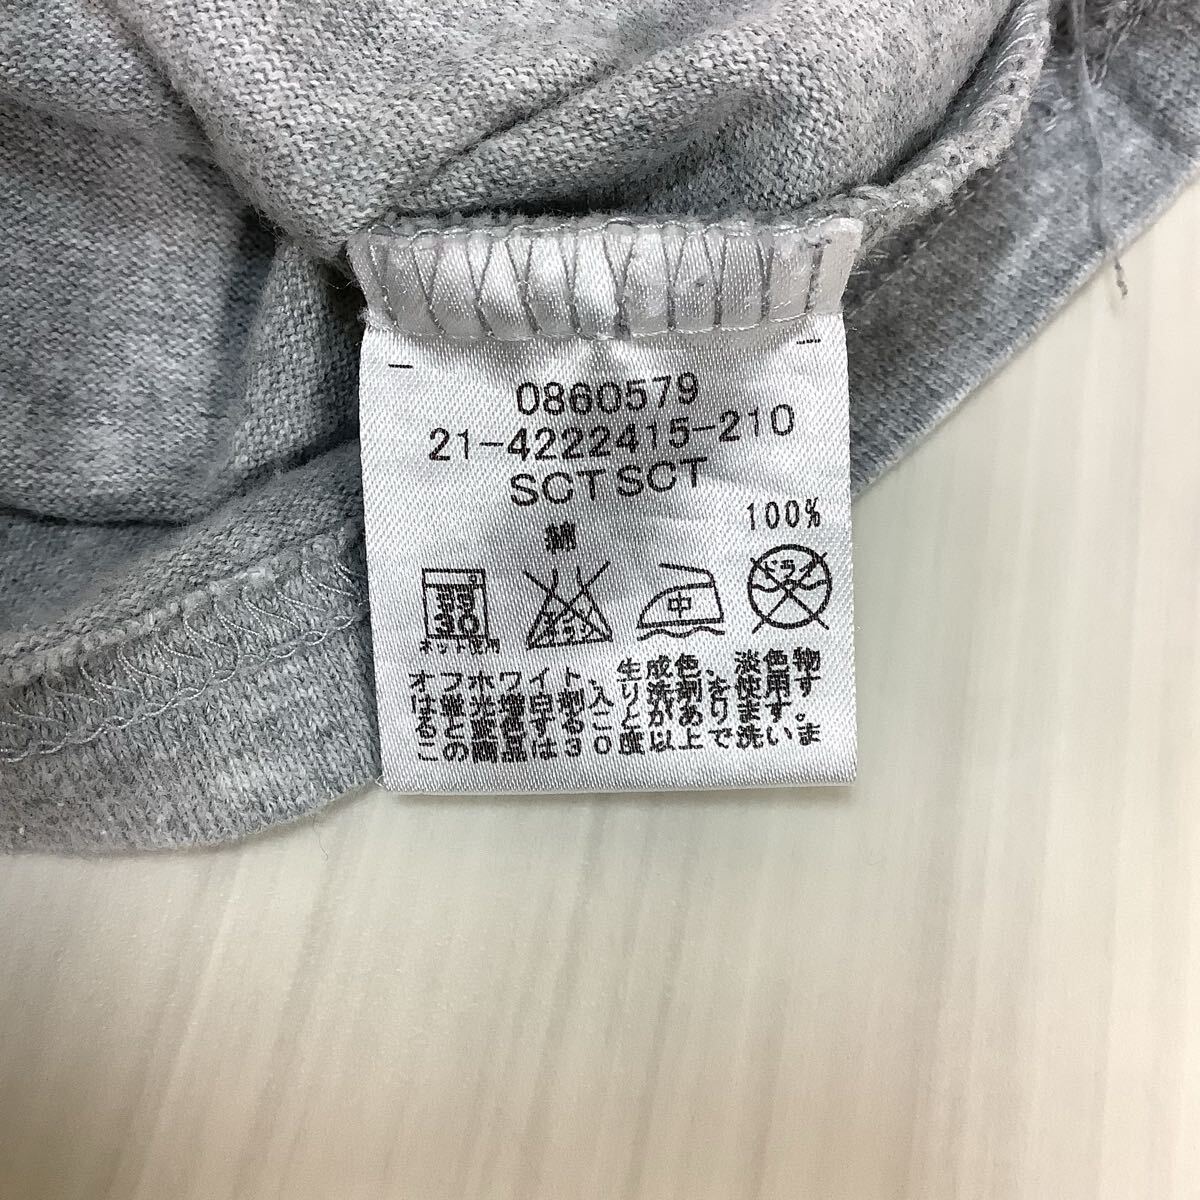 0860579
21-4222415-210
SCT SCT
綿 100%
30 中 ドライ
ネット使用
オフホワイト、生成色、淡色物
は蛍光増白剤入り洗剤を使用す
ると変色することがあります。
この商品は30度以上で洗いま